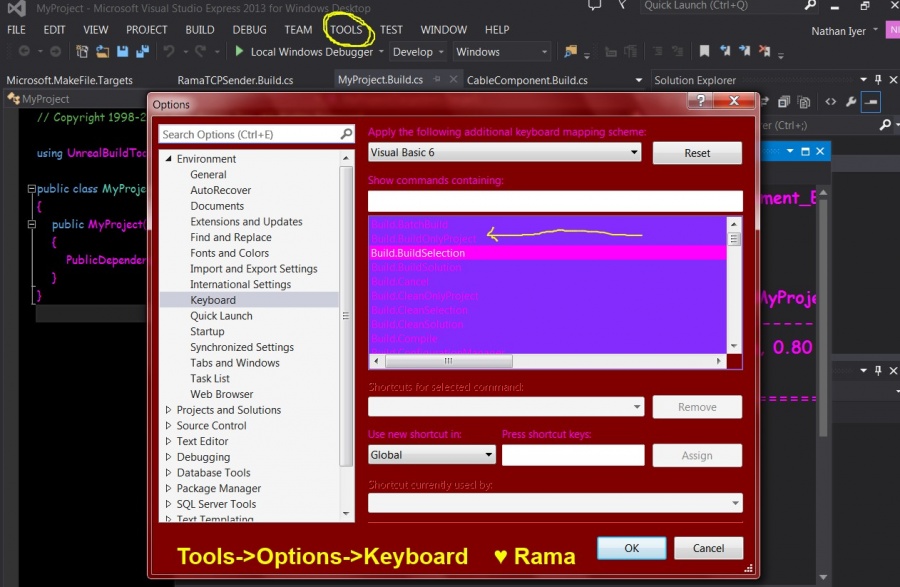 MyProject - Microsoft Visual Studio Express 2013 for Windows Desktop
Quick Launch (Ctrl+Q)
FILE EDIT VIEW PROJECT BUILD DEBUG TEAM TOOLS TEST WINDOW HELP
Nathan Iyer
Local Windows Debugger Develop Windows
Microsoft.MakeFile.Targets RamaTCPSender.Build.cs MyProject.Build.cs CableComponent.Build.cs Solution Explorer
MyProject
// Copyright 1998-2
using UnrealBuildToo
public class MyProje
{
public MyProject(
{
PublicDepender
}
}
Options
Search Options (Ctrl+E)
Environment
General
AutoRecover
Documents
Extensions and Updates
Find and Replace
Fonts and Colors
Import and Export Settings
International Settings
Keyboard
Quick Launch
Startup
Synchronized Settings
Tabs and Windows
Task List
Web Browser
Projects and Solutions
Source Control
Text Editor
Debugging
Database Tools
Package Manager
SQL Server Tools
Text Templating
Apply the following additional keyboard mapping scheme:
Visual Basic 6
Reset
Show commands containing:
Build.BatchBuild
Build.BuildOnlyProject
Build.BuildSelection
Build.BuildSolution
Build.Cancel
Build.CleanOnlyProject
Build.CleanSelection
Build.CleanSolution
Build.Compile
Shortcuts for selected command:
Remove
Use new shortcut in: Press shortcut keys:
Global
Assign
Shortcut currently used by:
OK Cancel
Tools->Options->Keyboard ♥ Rama
er (Ctrl+;)
ment_B
MyProje
, 0.80